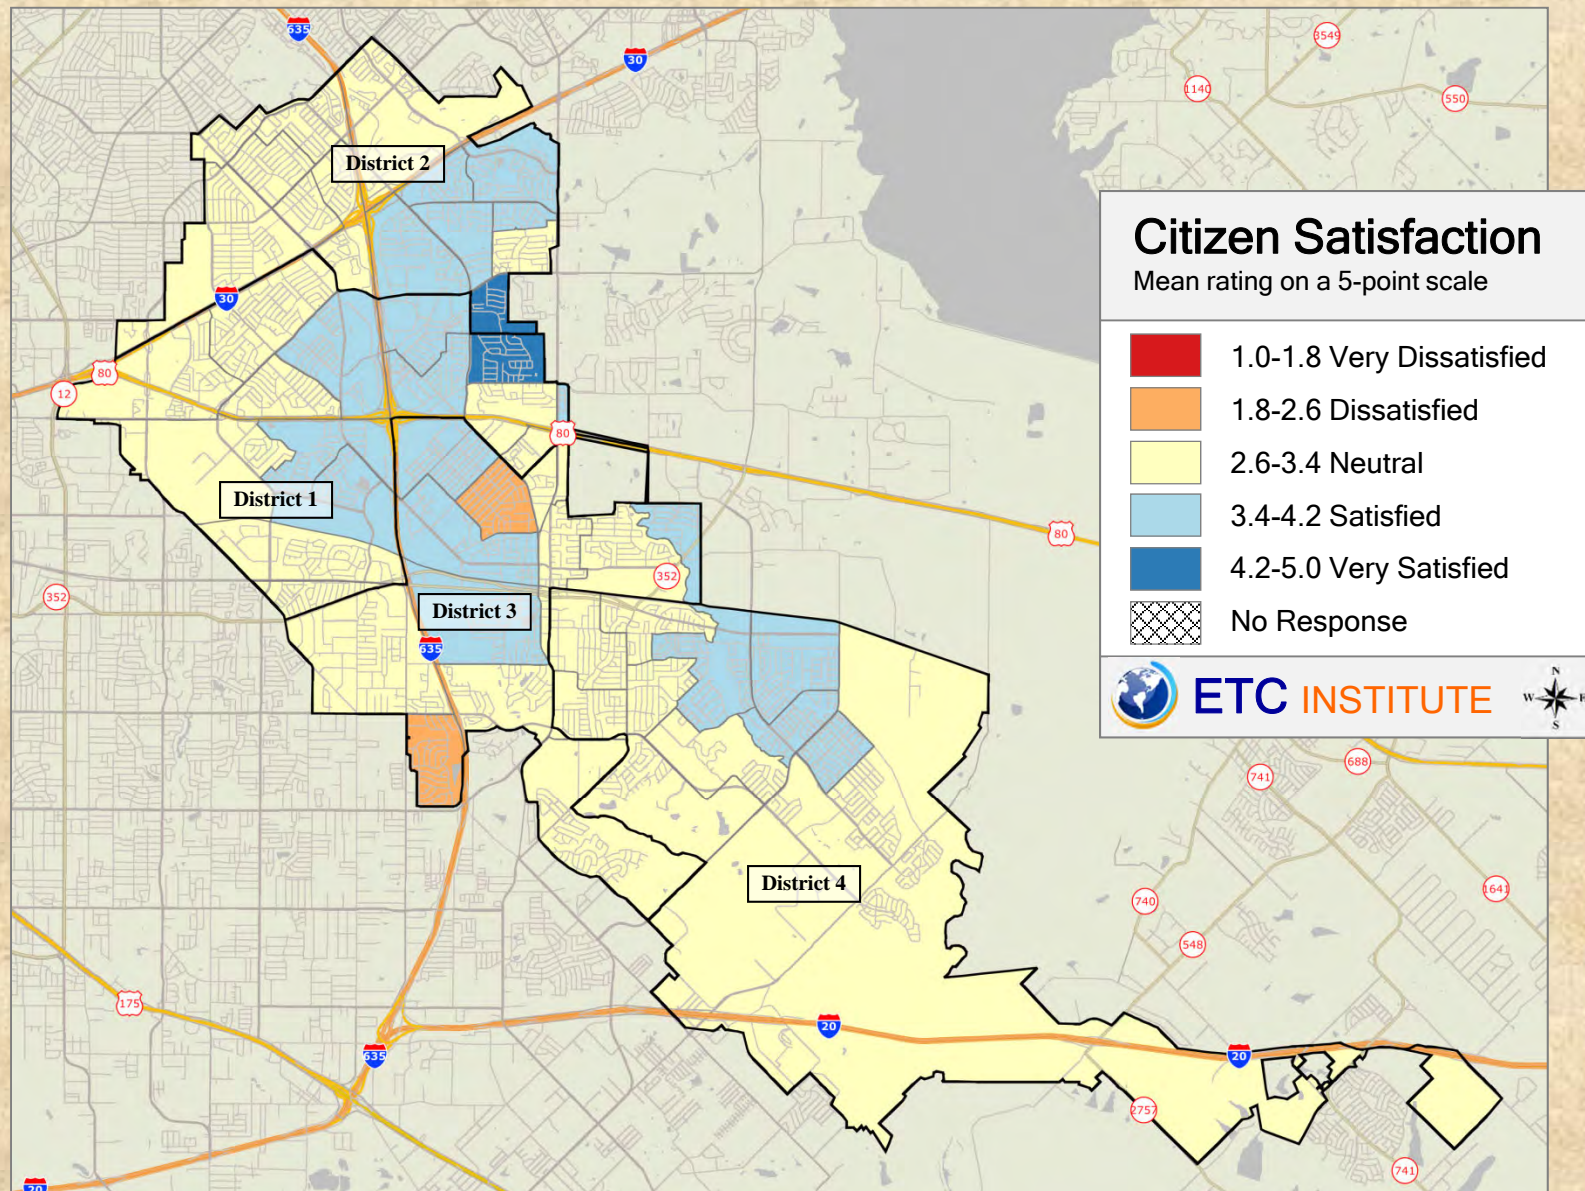 635
30
3549
1140
550
District 2
Citizen Satisfaction
Mean rating on a 5-point scale
30
1.0-1.8 Very Dissatisfied
80
12
1.8-2.6 Dissatisfied
80
2.6-3.4 Neutral
District 1
3.4-4.2 Satisfied
80
352
352
4.2-5.0 Very Satisfied
District 3
No Response
635
ETC INSTITUTE
N
W
E
S
688
741
District 4
1641
740
548
175
20
635
20
2757
741
20